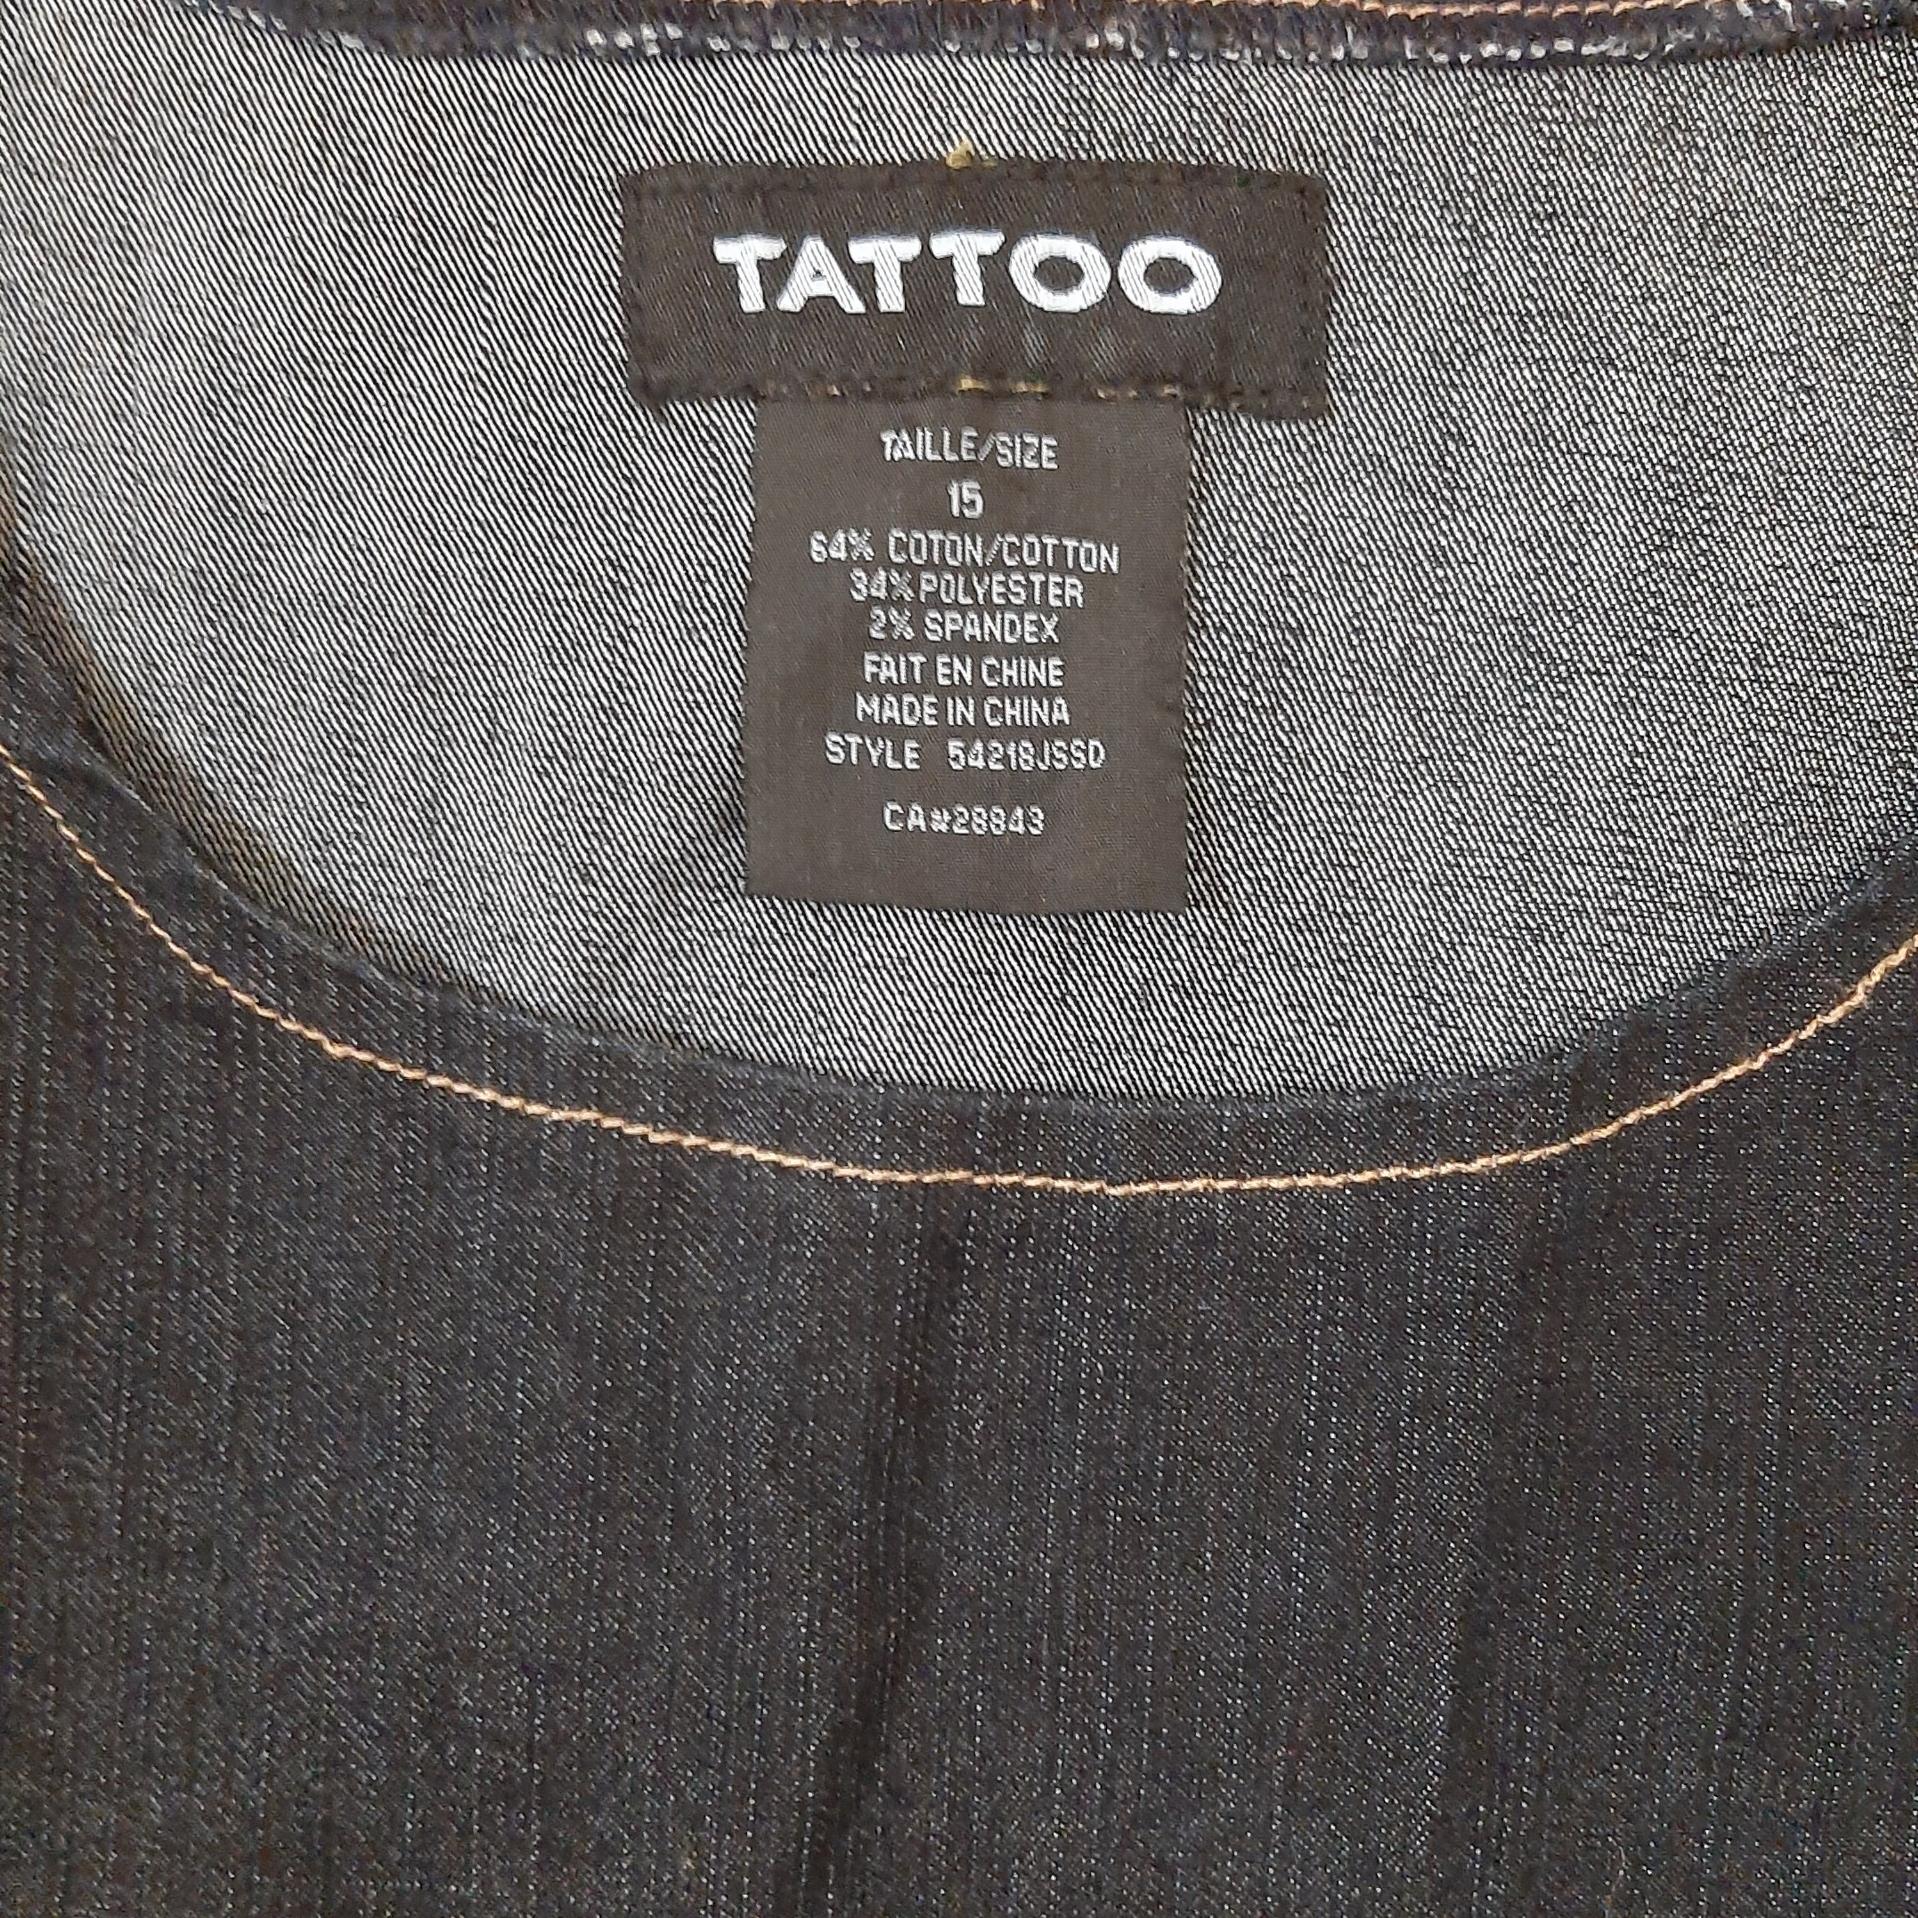 TATTOO
TAILLE/SIZE
15
64% COTON/COTTON
34% POLYESTER
2% SPANDEX
FAIT EN CHINE
MADE IN CHINA
STYLE 54218JSSD
CA#28843